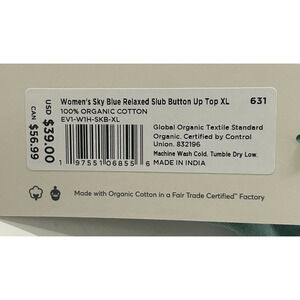 Women's Sky Blue Relaxed Slub Button Up Top XL 631
100% ORGANIC COTTON
EV1-W1H-SKB-XL
USD $39.00
CAN $56.99
1 97551 06855 6
Global Organic Textile Standard
Organic. Certified by Control
Union. 832196
Machine Wash Cold. Tumble Dry Low.
MADE IN INDIA
Made with Organic Cotton in a Fair Trade Certified™ Factory